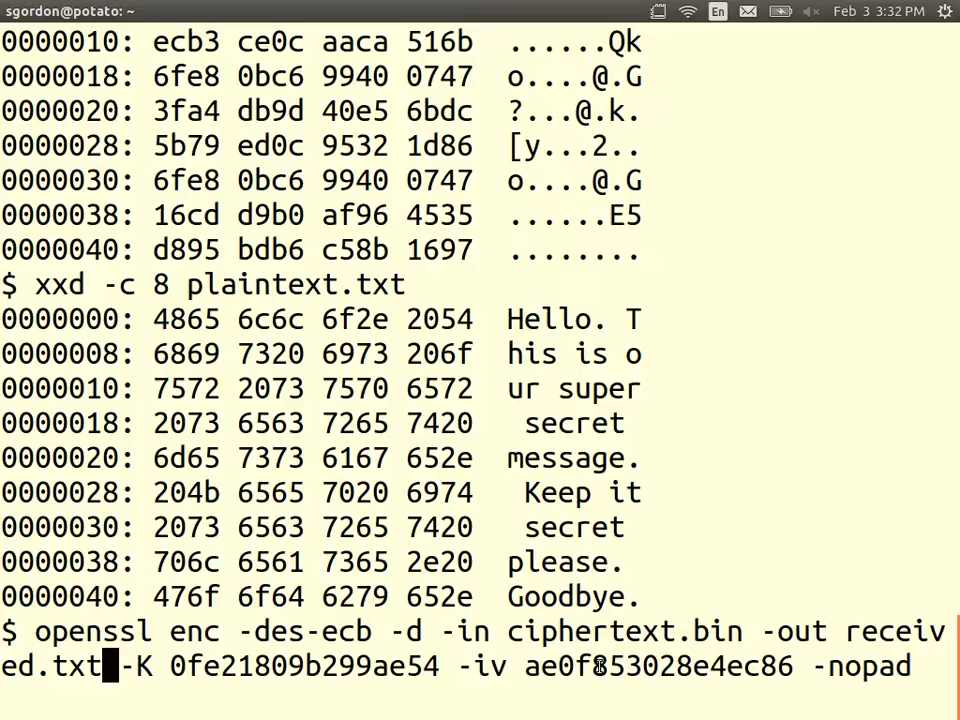 sgordon@potato: ~ En Feb 3 3:32 PM
0000010: ecb3 ce0c aaca 516b ......Qk
0000018: 6fe8 0bc6 9940 0747 o....@.G
0000020: 3fa4 db9d 40e5 6bdc ?...@.k.
0000028: 5b79 ed0c 9532 1d86 [y...2..
0000030: 6fe8 0bc6 9940 0747 o....@.G
0000038: 16cd d9b0 af96 4535 ......E5
0000040: d895 bdb6 c58b 1697 ........
$ xxd -c 8 plaintext.txt
0000000: 4865 6c6c 6f2e 2054 Hello. T
0000008: 6869 7320 6973 206f his is o
0000010: 7572 2073 7570 6572 ur super
0000018: 2073 6563 7265 7420  secret
0000020: 6d65 7373 6167 652e message.
0000028: 204b 6565 7020 6974  Keep it
0000030: 2073 6563 7265 7420  secret
0000038: 706c 6561 7365 2e20 please.
0000040: 476f 6f64 6279 652e Goodbye.
$ openssl enc -des-ecb -d -in ciphertext.bin -out receiv
ed.txt -K 0fe21809b299ae54 -iv ae0f853028e4ec86 -nopad